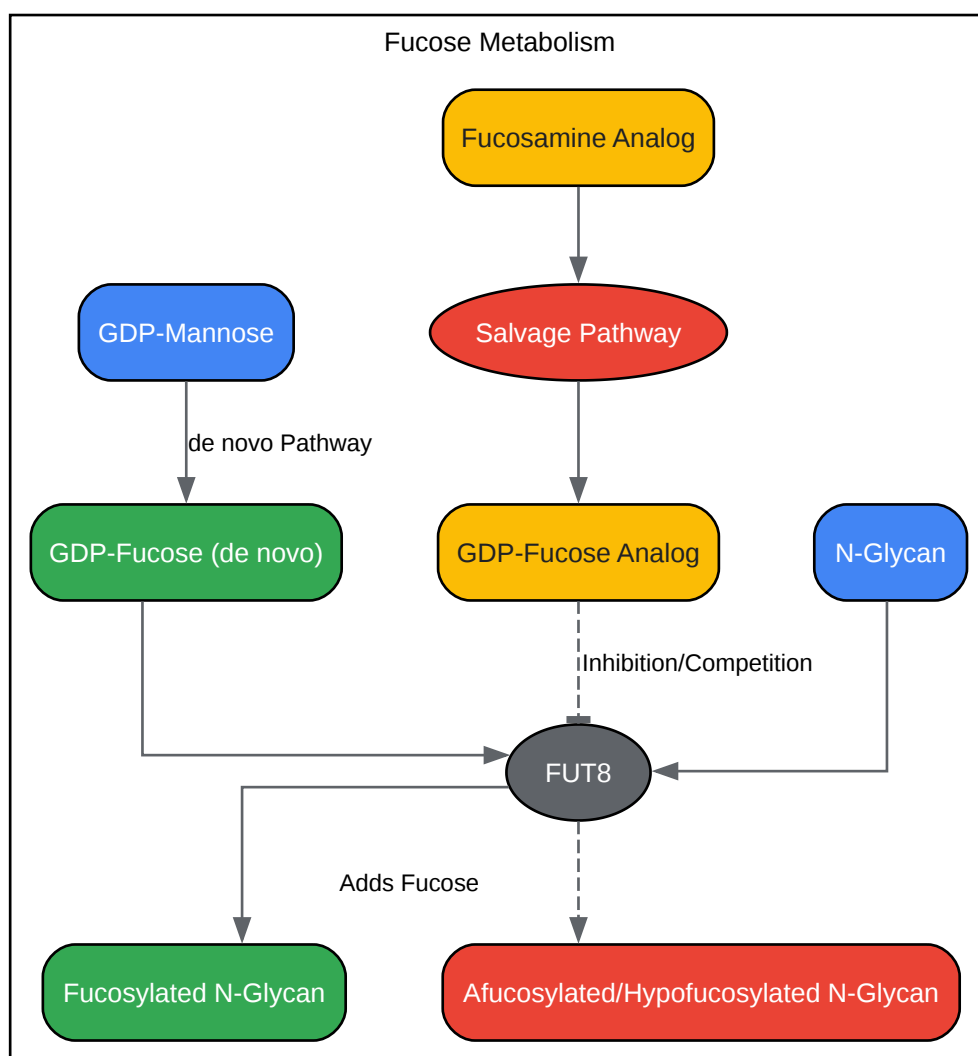 Fucose Metabolism
Fucosamine Analog
GDP-Mannose
Salvage Pathway
de novo Pathway
GDP-Fucose (de novo)
GDP-Fucose Analog
N-Glycan
Inhibition/Competition
FUT8
Adds Fucose
Fucosylated N-Glycan
Afucosylated/Hypofucosylated N-Glycan